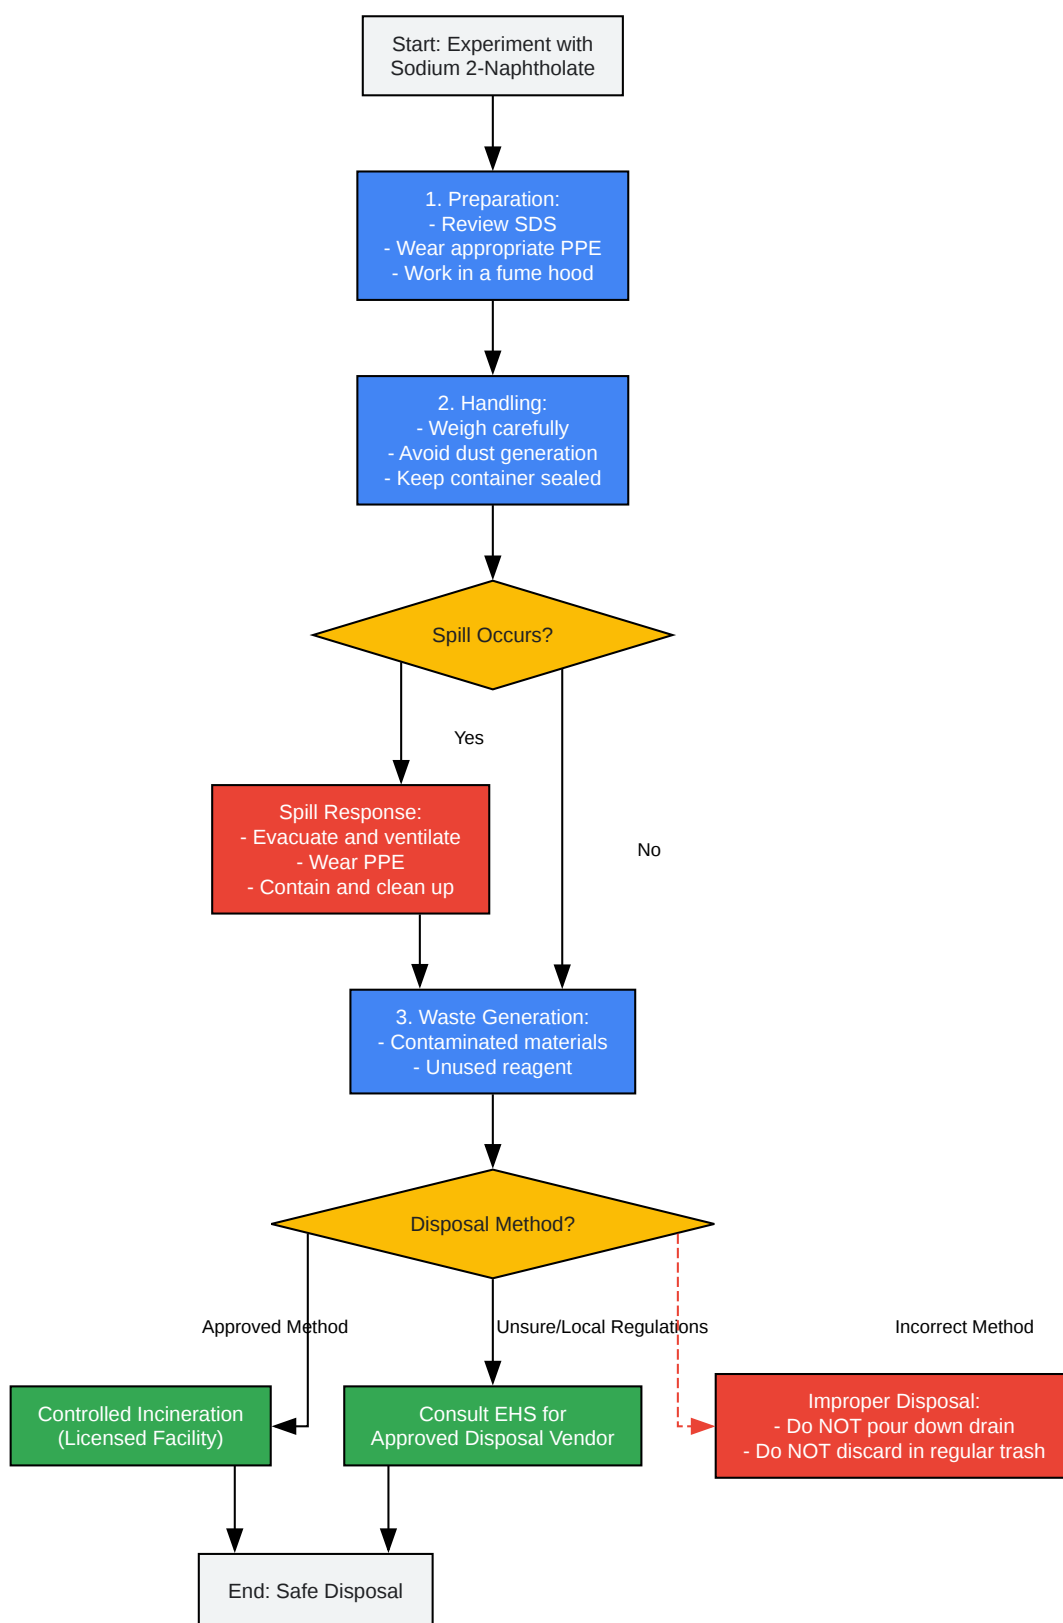 Start: Experiment with
Sodium 2-Naphtholate
1. Preparation:
- Review SDS
- Wear appropriate PPE
- Work in a fume hood
2. Handling:
- Weigh carefully
- Avoid dust generation
- Keep container sealed
Spill Occurs?
Yes
Spill Response:
- Evacuate and ventilate
- Wear PPE
- Contain and clean up
No
3. Waste Generation:
- Contaminated materials
- Unused reagent
Disposal Method?
Approved Method
Unsure/Local Regulations
Incorrect Method
Controlled Incineration
(Licensed Facility)
Consult EHS for
Approved Disposal Vendor
Improper Disposal:
- Do NOT pour down drain
- Do NOT discard in regular trash
End: Safe Disposal